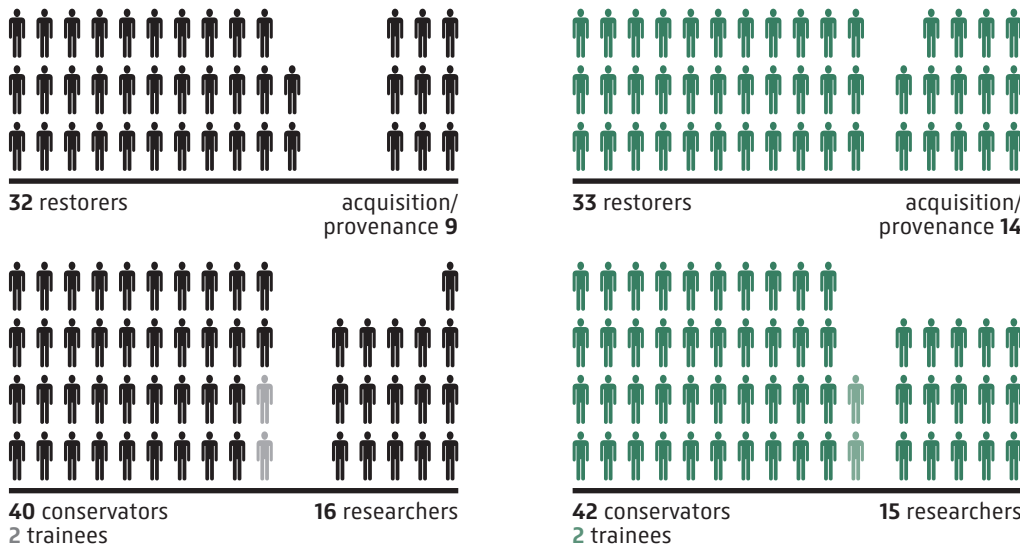 32 restorers
acquisition/
provenance 9
33 restorers
acquisition/
provenance 14
40 conservators
2 trainees
16 researchers
42 conservators
2 trainees
15 researchers